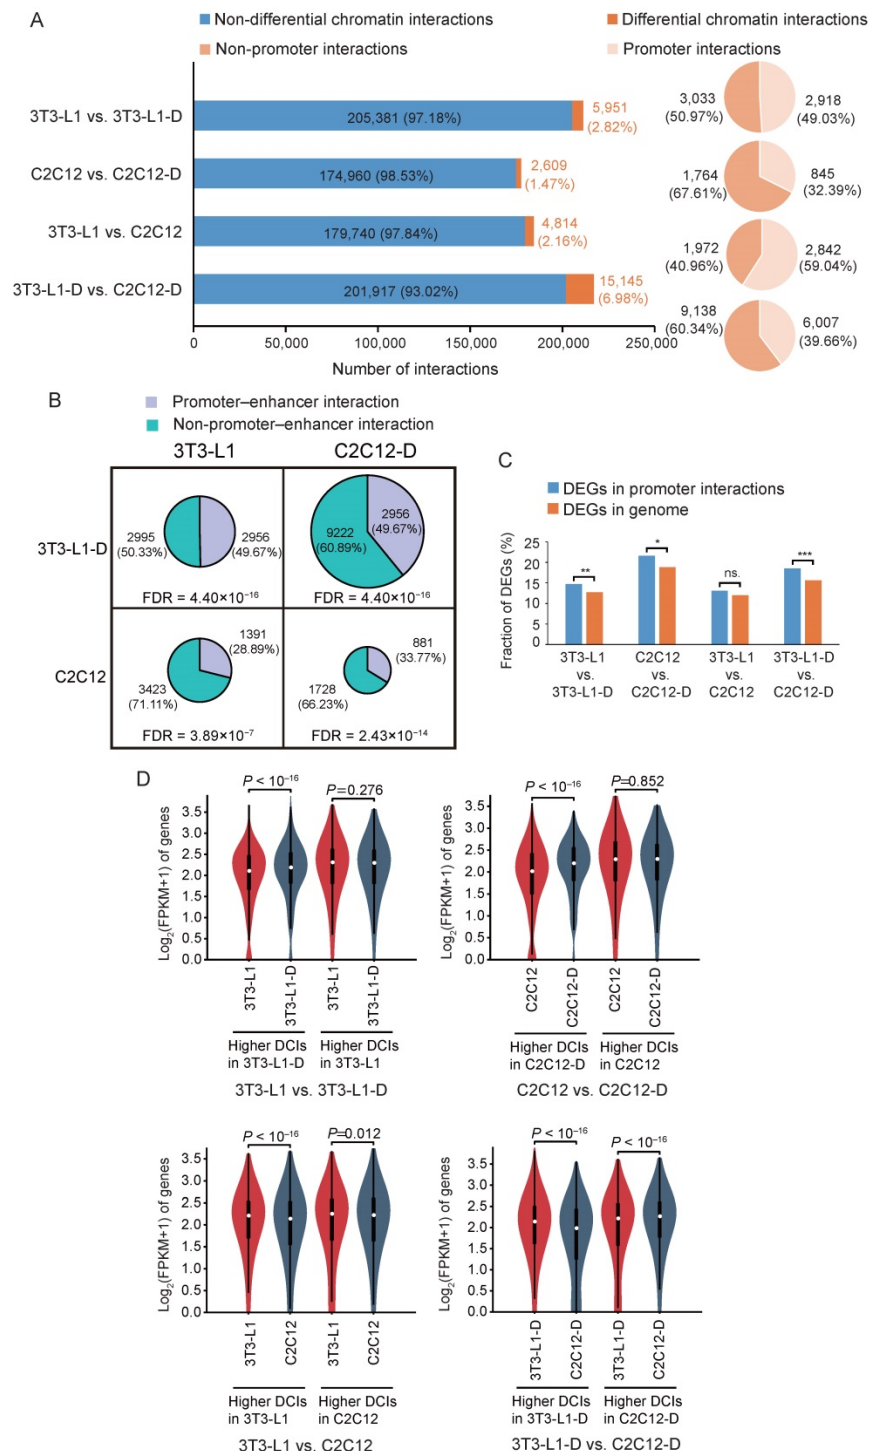 A
Non-differential chromatin interactions
Differential chromatin interactions
Non-promoter interactions
Promoter interactions
3T3-L1 vs. 3T3-L1-D
205,381 (97.18%)
5,951
(2.82%)
3,033
(50.97%)
2,918
(49.03%)
C2C12 vs. C2C12-D
174,960 (98.53%)
2,609
(1.47%)
1,764
(67.61%)
845
(32.39%)
3T3-L1 vs. C2C12
179,740 (97.84%)
4,814
(2.16%)
1,972
(40.96%)
2,842
(59.04%)
3T3-L1-D vs. C2C12-D
201,917 (93.02%)
15,145
(6.98%)
9,138
(60.34%)
6,007
(39.66%)
0 50,000 100,000 150,000 200,000 250,000
Number of interactions
B
Promoter–enhancer interaction
Non-promoter–enhancer interaction
3T3-L1 C2C12-D
3T3-L1-D
2995
(50.33%)
2956
(49.67%)
FDR = 4.40×10⁻¹⁶
9222
(60.89%)
2956
(49.67%)
FDR = 4.40×10⁻¹⁶
C2C12
1391
(28.89%)
3423
(71.11%)
FDR = 3.89×10⁻⁷
881
(33.77%)
1728
(66.23%)
FDR = 2.43×10⁻¹⁴
C
DEGs in promoter interactions
DEGs in genome
Fraction of DEGs (%)
25
20
15
10
5
0
**
*
ns.
***
3T3-L1
vs.
3T3-L1-D
C2C12
vs.
C2C12-D
3T3-L1
vs.
C2C12
3T3-L1-D
vs.
C2C12-D
D
P < 10⁻¹⁶
P=0.276
Log₂(FPKM+1) of genes
3.5
3.0
2.5
2.0
1.5
1.0
0.5
0.0
3T3-L1
3T3-L1-D
3T3-L1
3T3-L1-D
Higher DCIs
in 3T3-L1-D
Higher DCIs
in 3T3-L1
3T3-L1 vs. 3T3-L1-D
P < 10⁻¹⁶
P=0.852
Log₂(FPKM+1) of genes
3.5
3.0
2.5
2.0
1.5
1.0
0.5
0.0
C2C12
C2C12-D
C2C12
C2C12-D
Higher DCIs
in C2C12-D
Higher DCIs
in C2C12
C2C12 vs. C2C12-D
P < 10⁻¹⁶
P=0.012
Log₂(FPKM+1) of genes
3.5
3.0
2.5
2.0
1.5
1.0
0.5
0.0
3T3-L1
C2C12
3T3-L1
C2C12
Higher DCIs
in 3T3-L1
Higher DCIs
in C2C12
3T3-L1 vs. C2C12
P < 10⁻¹⁶
P < 10⁻¹⁶
Log₂(FPKM+1) of genes
3.5
3.0
2.5
2.0
1.5
1.0
0.5
0.0
3T3-L1-D
C2C12-D
3T3-L1-D
C2C12-D
Higher DCIs
in 3T3-L1-D
Higher DCIs
in C2C12-D
3T3-L1-D vs. C2C12-D